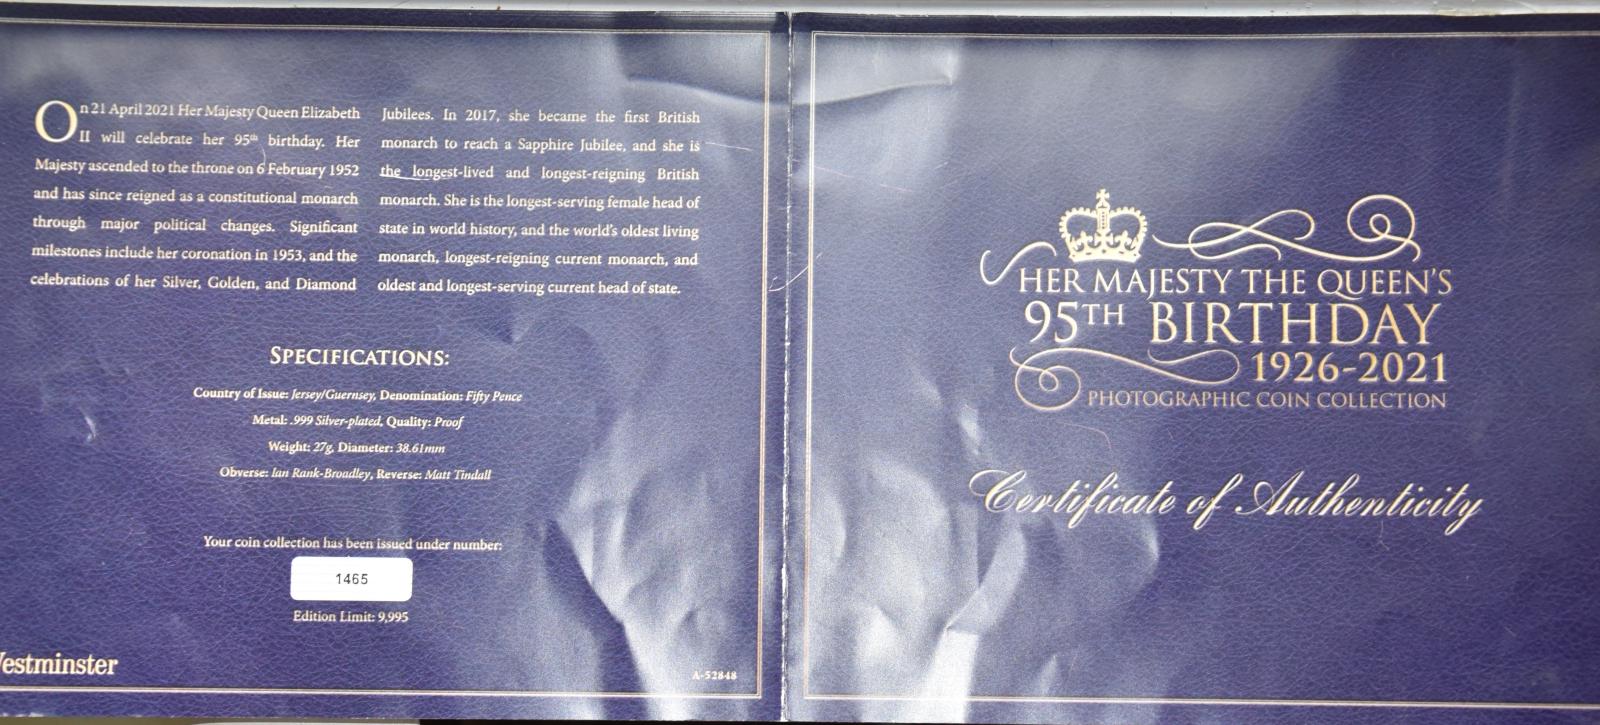 On 21 April 2021 Her Majesty Queen Elizabeth
II will celebrate her 95th birthday. Her
Majesty ascended to the throne on 6 February 1952
and has since reigned as a constitutional monarch
through major political changes. Significant
milestones include her coronation in 1953, and the
celebrations of her Silver, Golden, and Diamond
Jubilees. In 2017, she became the first British
monarch to reach a Sapphire Jubilee, and she is
the longest-lived and longest-reigning British
monarch. She is the longest-serving female head of
state in world history, and the world's oldest living
monarch, longest-reigning current monarch, and
oldest and longest-serving current head of state.
SPECIFICATIONS:
Country of Issue: Jersey/Guernsey, Denomination: Fifty Pence
Metal: .999 Silver-plated, Quality: Proof
Weight: 27g, Diameter: 38.61mm
Obverse: Ian Rank-Broadley, Reverse: Matt Tindall
Your coin collection has been issued under number:
1465
Edition Limit: 9,995
Westminster
A-52848
HER MAJESTY THE QUEEN'S
95TH BIRTHDAY
1926-2021
PHOTOGRAPHIC COIN COLLECTION
Certificate of Authenticity